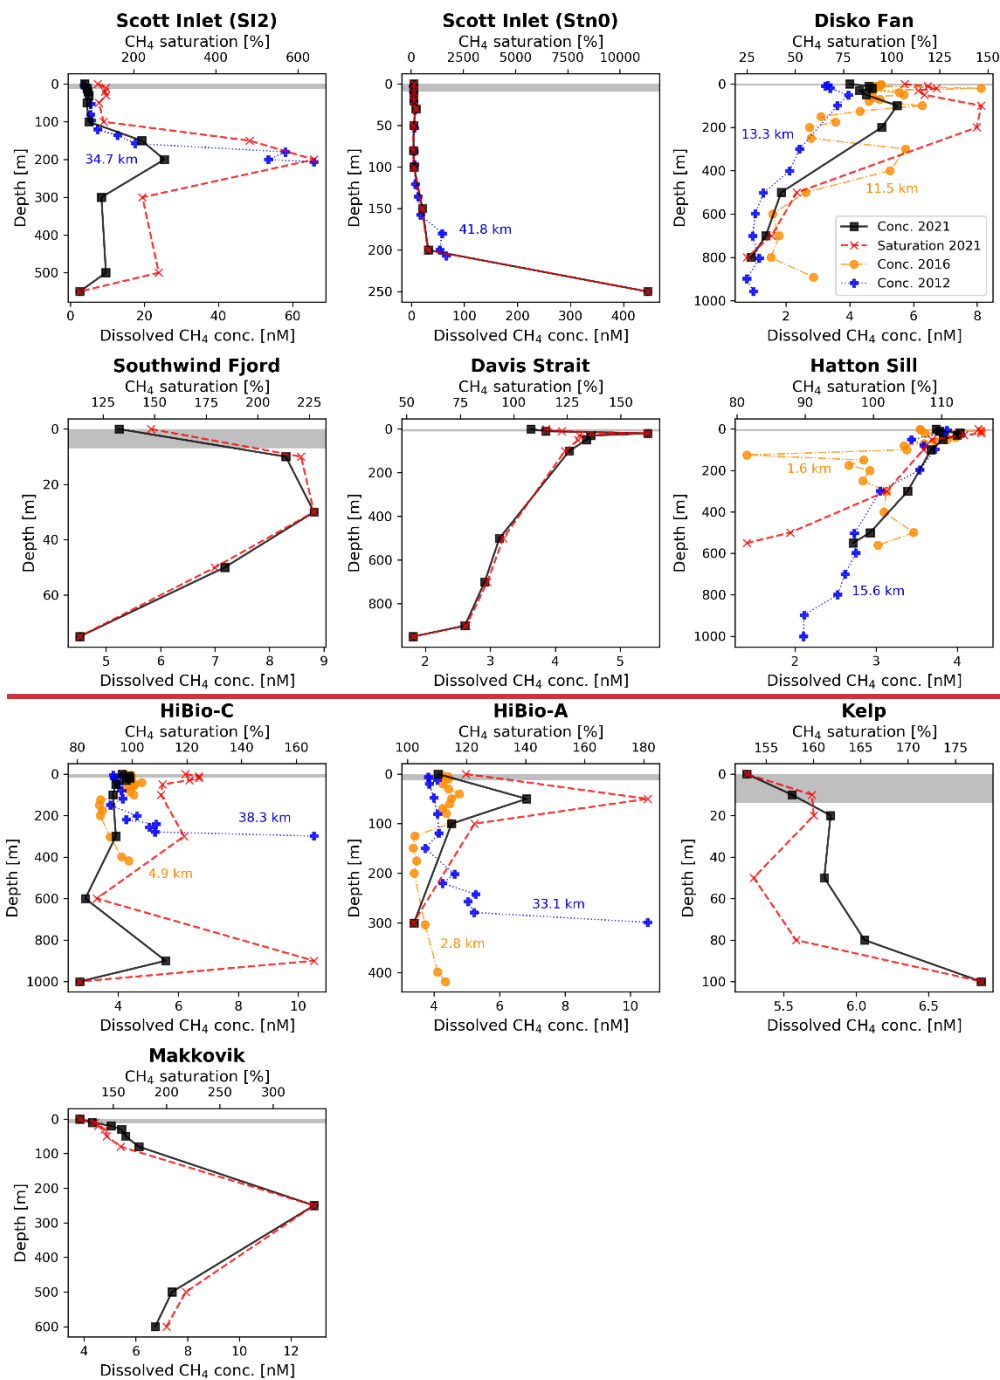 Scott Inlet (SI2)
CH₄ saturation [%]
200 400 600
0
100
200
300
400
500
Depth [m]
34.7 km
0 20 40 60
Dissolved CH₄ conc. [nM]
Scott Inlet (Stn0)
CH₄ saturation [%]
0 2500 5000 7500 10000
0
50
100
150
200
250
Depth [m]
41.8 km
0 100 200 300 400
Dissolved CH₄ conc. [nM]
Disko Fan
CH₄ saturation [%]
25 50 75 100 125 150
0
200
400
600
800
1000
Depth [m]
13.3 km
11.5 km
Conc. 2021
Saturation 2021
Conc. 2016
Conc. 2012
2 4 6 8
Dissolved CH₄ conc. [nM]
Southwind Fjord
CH₄ saturation [%]
125 150 175 200 225
0
20
40
60
Depth [m]
5 6 7 8 9
Dissolved CH₄ conc. [nM]
Davis Strait
CH₄ saturation [%]
50 75 100 125 150
0
200
400
600
800
Depth [m]
2 3 4 5
Dissolved CH₄ conc. [nM]
Hatton Sill
CH₄ saturation [%]
80 90 100 110
0
200
400
600
800
1000
Depth [m]
1.6 km
15.6 km
2 3 4
Dissolved CH₄ conc. [nM]
HiBio-C
CH₄ saturation [%]
80 100 120 140 160
0
200
400
600
800
1000
Depth [m]
38.3 km
4.9 km
4 6 8 10
Dissolved CH₄ conc. [nM]
HiBio-A
CH₄ saturation [%]
100 120 140 160 180
0
100
200
300
400
Depth [m]
33.1 km
2.8 km
4 6 8 10
Dissolved CH₄ conc. [nM]
Kelp
CH₄ saturation [%]
155 160 165 170 175
0
20
40
60
80
100
Depth [m]
5.5 6.0 6.5
Dissolved CH₄ conc. [nM]
Makkovik
CH₄ saturation [%]
150 200 250 300
0
100
200
300
400
500
600
Depth [m]
4 6 8 10 12
Dissolved CH₄ conc. [nM]